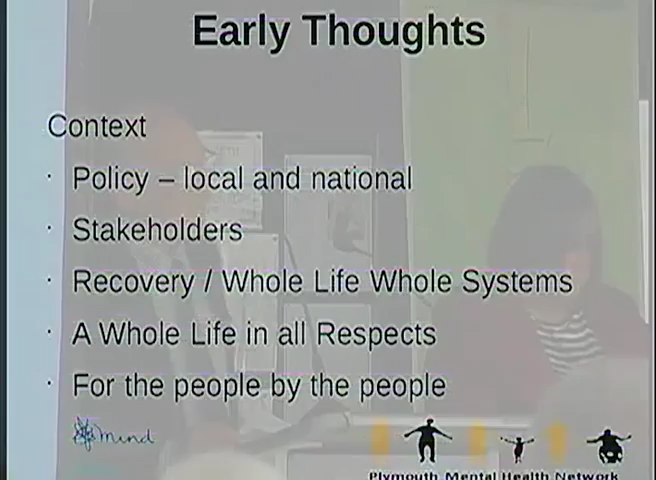 Early Thoughts
Context
· Policy – local and national
· Stakeholders
· Recovery / Whole Life Whole Systems
· A Whole Life in all Respects
· For the people by the people
mind
Plymouth Mental Health Network